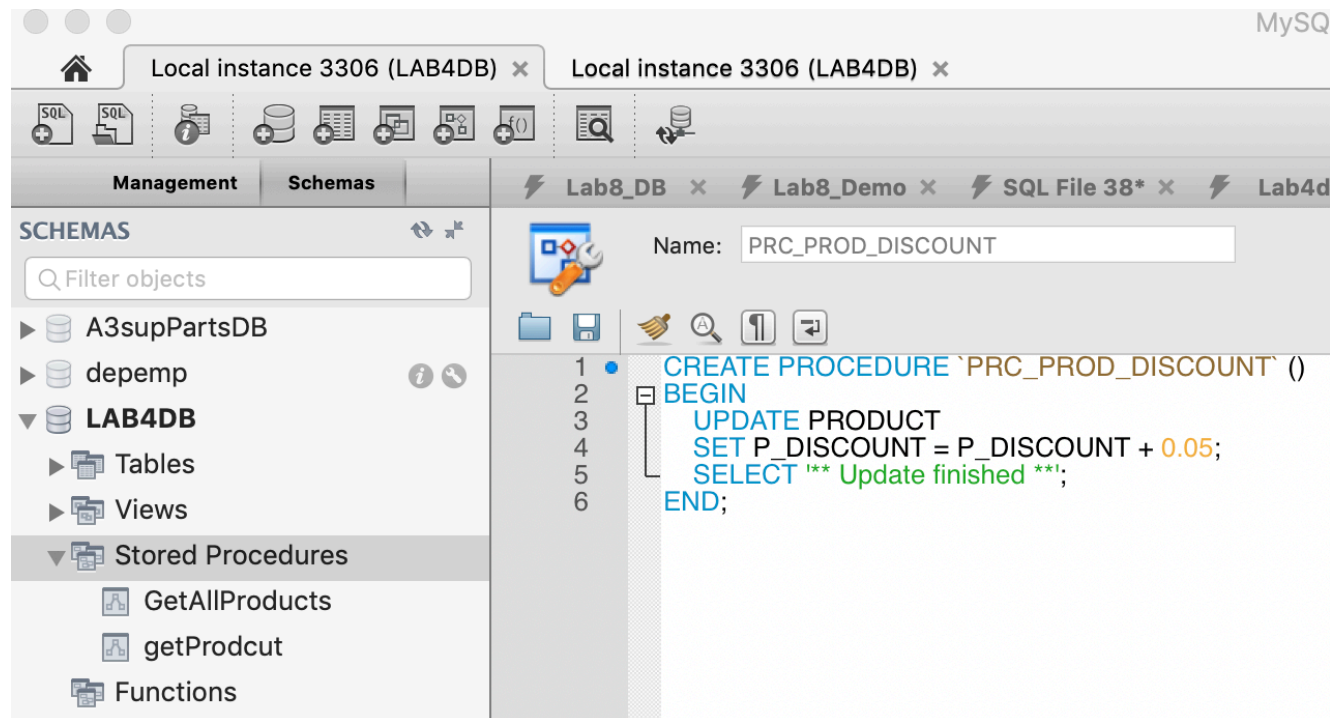 MySQ
Local instance 3306 (LAB4DB) Local instance 3306 (LAB4DB)
SQL SQL f()
Management Schemas
Lab8_DB Lab8_Demo SQL File 38* Lab4d
SCHEMAS
Name: PRC_PROD_DISCOUNT
Filter objects
A3supPartsDB
depemp
LAB4DB
Tables
Views
Stored Procedures
GetAllProducts
getProdcut
Functions
1 CREATE PROCEDURE `PRC_PROD_DISCOUNT` ()
2 BEGIN
3 UPDATE PRODUCT
4 SET P_DISCOUNT = P_DISCOUNT + 0.05;
5 SELECT '** Update finished **';
6 END;